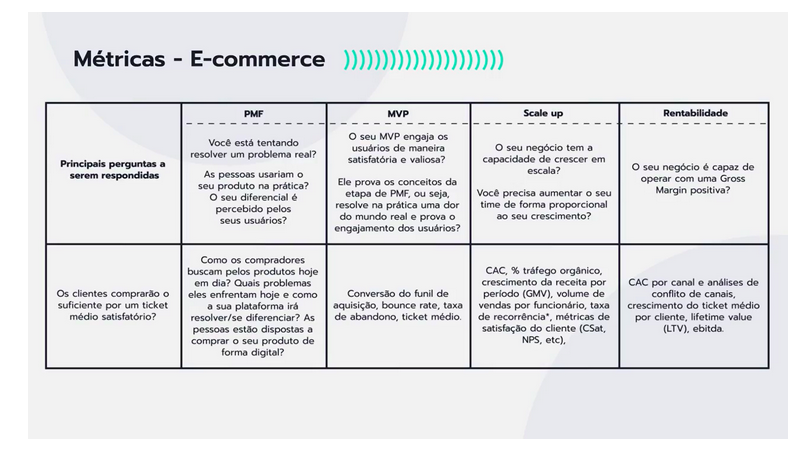 Métricas - E-commerce
PMF
MVP
Scale up
Rentabilidade
Principais perguntas a
serem respondidas
Você está tentando
resolver um problema real?
As pessoas usariam o
seu produto na prática?
O seu diferencial é
percebido pelos
seus usuários?
O seu MVP engaja os
usuários de maneira
satisfatória e valiosa?
Ele prova os conceitos da
etapa de PMF, ou seja,
resolve na prática uma dor
do mundo real e prova o
engajamento dos usuários?
O seu negócio tem a
capacidade de crescer em
escala?
Você precisa aumentar o seu
time de forma proporcional
ao seu crescimento?
O seu negócio é capaz de
operar com uma Gross
Margin positiva?
Os clientes comprarão o
suficiente por um ticket
médio satisfatório?
Como os compradores
buscam pelos produtos hoje
em dia? Quais problemas
eles enfrentam hoje e como
a sua plataforma irá
resolver/se diferenciar? As
pessoas estão dispostas a
comprar o seu produto de
forma digital?
Conversão do funil de
aquisição, bounce rate, taxa
de abandono, ticket médio.
CAC, % tráfego orgânico,
crescimento da receita por
período (GMV), volume de
vendas por funcionário, taxa
de recorrência*, métricas de
satisfação do cliente (CSat,
NPS, etc),
CAC por canal e análises de
conflito de canais,
crescimento do ticket médio
por cliente, lifetime value
(LTV), ebitda.